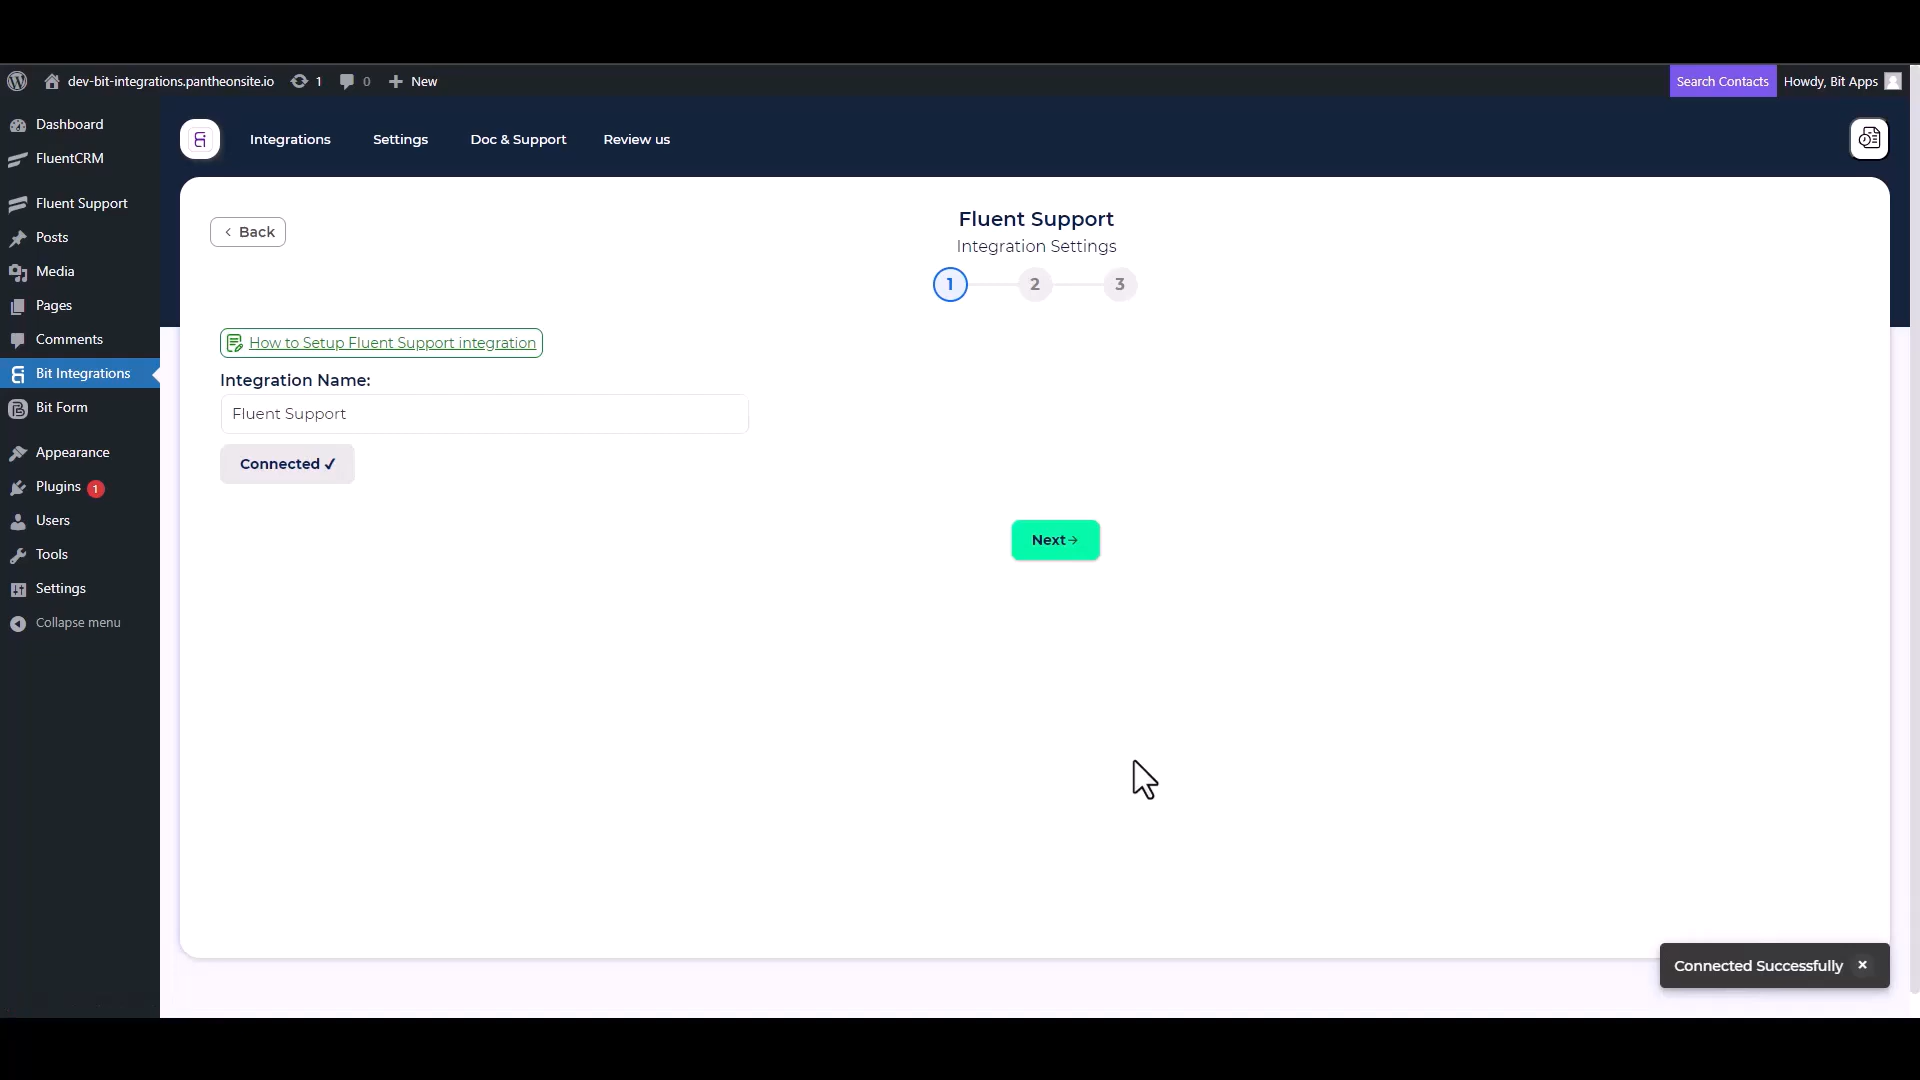 dev-bit-integrations.pantheonsite.io
1
0
New
Search Contacts
Howdy, Bit Apps
Dashboard
FluentCRM
Fluent Support
Posts
Media
Pages
Comments
Bit Integrations
Bit Form
Appearance
Plugins 1
Users
Tools
Settings
Collapse menu
Integrations
Settings
Doc & Support
Review us
Back
Fluent Support
Integration Settings
1
2
3
How to Setup Fluent Support integration
Integration Name:
Fluent Support
Connected ✓
Next→
Connected Successfully ×